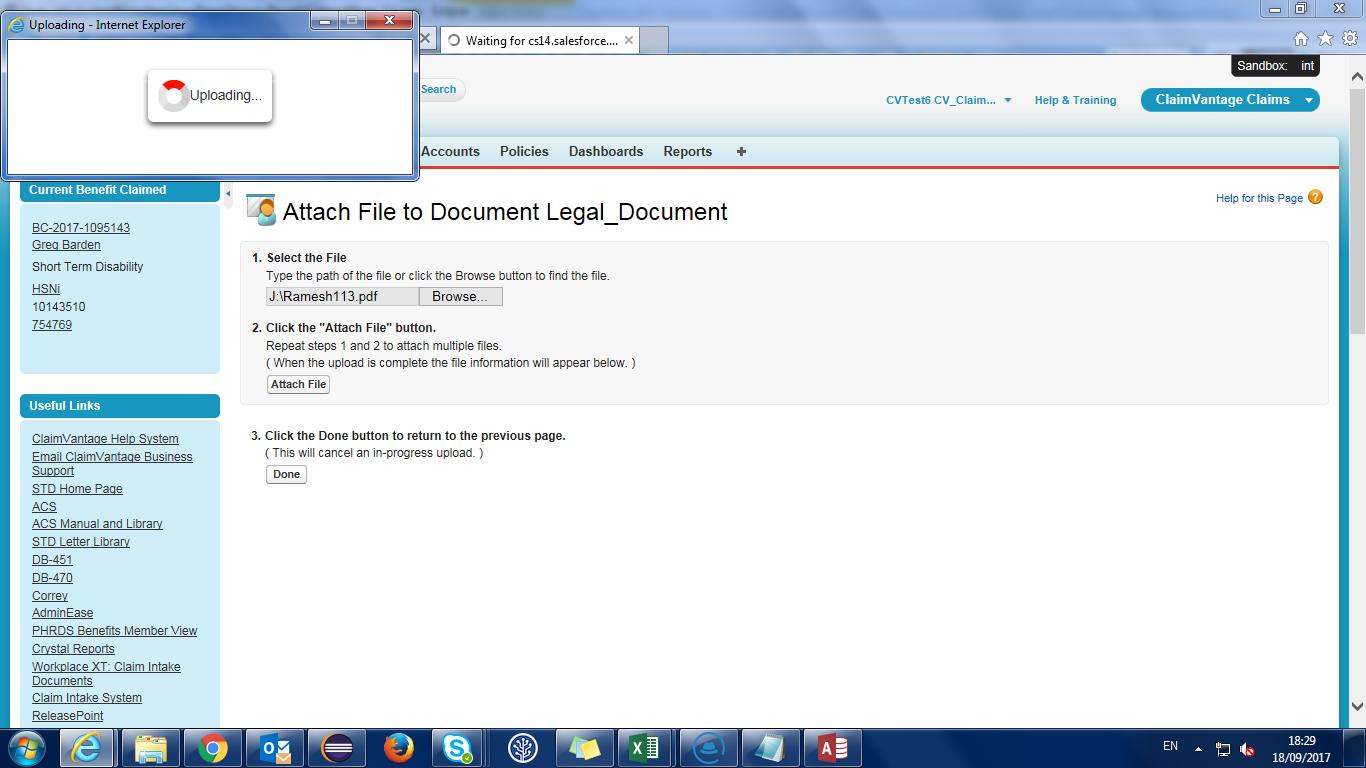 Uploading - Internet Explorer
Uploading...
Waiting for cs14.salesforce....
Sandbox: int
Search
CVTest6 CV_Claim...
Help & Training
ClaimVantage Claims
Accounts
Policies
Dashboards
Reports
+
Current Benefit Claimed
BC-2017-1095143
Greg Barden
Short Term Disability
HSNi
10143510
754769
Useful Links
ClaimVantage Help System
Email ClaimVantage Business
Support
STD Home Page
ACS
ACS Manual and Library
STD Letter Library
DB-451
DB-470
Correy
AdminEase
PHRDS Benefits Member View
Crystal Reports
Workplace XT: Claim Intake
Documents
Claim Intake System
ReleasePoint
Attach File to Document Legal_Document
Help for this Page
1. Select the File
Type the path of the file or click the Browse button to find the file.
J:\Ramesh113.pdf
Browse...
2. Click the "Attach File" button.
Repeat steps 1 and 2 to attach multiple files.
( When the upload is complete the file information will appear below. )
Attach File
3. Click the Done button to return to the previous page.
( This will cancel an in-progress upload. )
Done
EN
18:29
18/09/2017